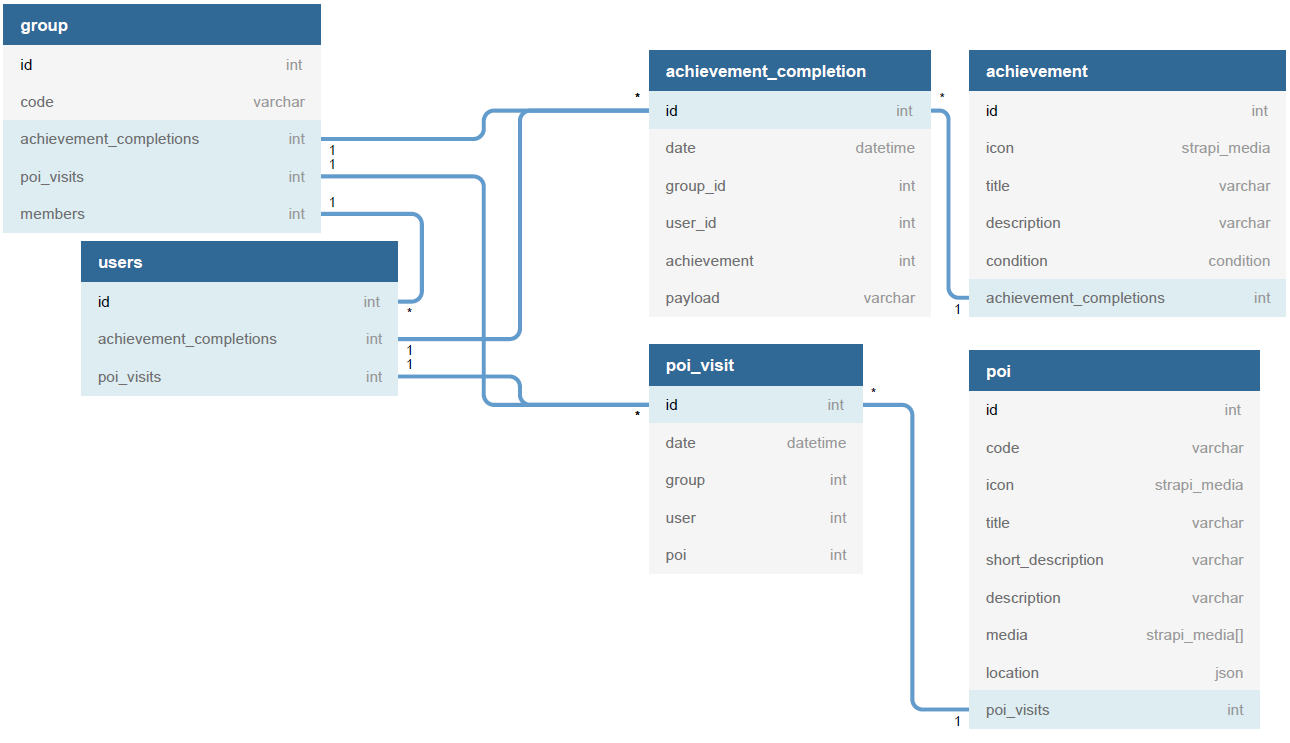 group
id int
code varchar
achievement_completions int
1
poi_visits int
1
members int
1
users
id int
*
achievement_completions int
1
poi_visits int
1
achievement_completion
*
id int
*
date datetime
group_id int
user_id int
achievement int
payload varchar
achievement
id int
icon strapi_media
title varchar
description varchar
condition condition
achievement_completions int
1
poi_visit
id int
*
*
date datetime
group int
user int
poi int
poi
id int
code varchar
icon strapi_media
title varchar
short_description varchar
description varchar
media strapi_media[]
location json
poi_visits int
1